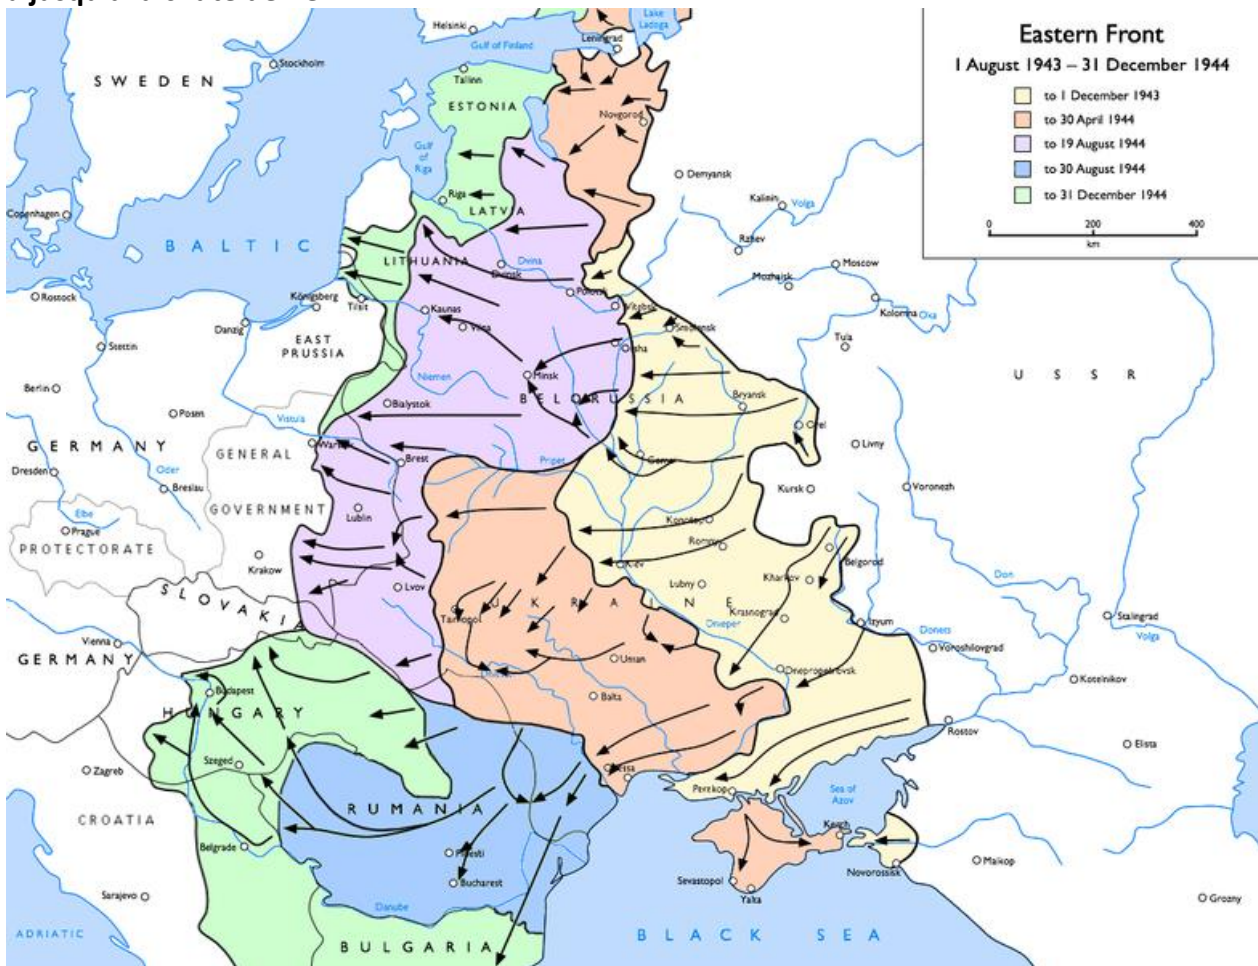 Eastern Front
1 August 1943 – 31 December 1944
to 1 December 1943
to 30 April 1944
to 19 August 1944
to 30 August 1944
to 31 December 1944
0 200 400
km
Helsinki
Lake
Ladoga
Leningrad
Gulf of Finland
Stockholm
SWEDEN
Tallinn
ESTONIA
Novgorod
Gulf
of
Riga
Demyansk
Riga
LATVIA
Kalinin
Volga
Copenhagen
BALTIC
Rzhev
LITHUANIA
Dvina
Dvinsk
Moscow
Mozhaisk
Polotsk
Rostock
Königsberg
Tilsit
Kaunas
Vitebsk
Kolomna
Oka
Danzig
Vilna
Smolensk
Stettin
EAST
PRUSSIA
Tula
Minsk
Niemen
USSR
Berlin
Bialystok
BELORUSSIA
Bryansk
Posen
Vistula
Orel
GERMANY
GENERAL
Livny
Brest
Pripet
Gomel
Dresden
Oder
Breslau
Kursk
Voronezh
GOVERNMENT
Lublin
Elbe
Konotop
Prague
PROTECTORATE
Romny
Krakow
Kiev
Belgorod
Kharkov
Lvov
Lubny
Don
SLOVAKIA
UKRAINE
Krasnograd
Tarnopol
Stalingrad
Dnieper
Izyum
Donets
Volga
Vienna
Voroshilovgrad
GERMANY
Uman
Dnepropetrovsk
Kotelnikov
Budapest
Balta
HUNGARY
Rostov
Elista
Szeged
Zagreb
Perekop
Sea of
Azov
RUMANIA
CROATIA
Kerch
Belgrade
Ploesti
Maikop
Novorossisk
Bucharest
Sevastopol
Sarajevo
Yalta
Grozny
Danube
ADRIATIC
BLACK SEA
BULGARIA